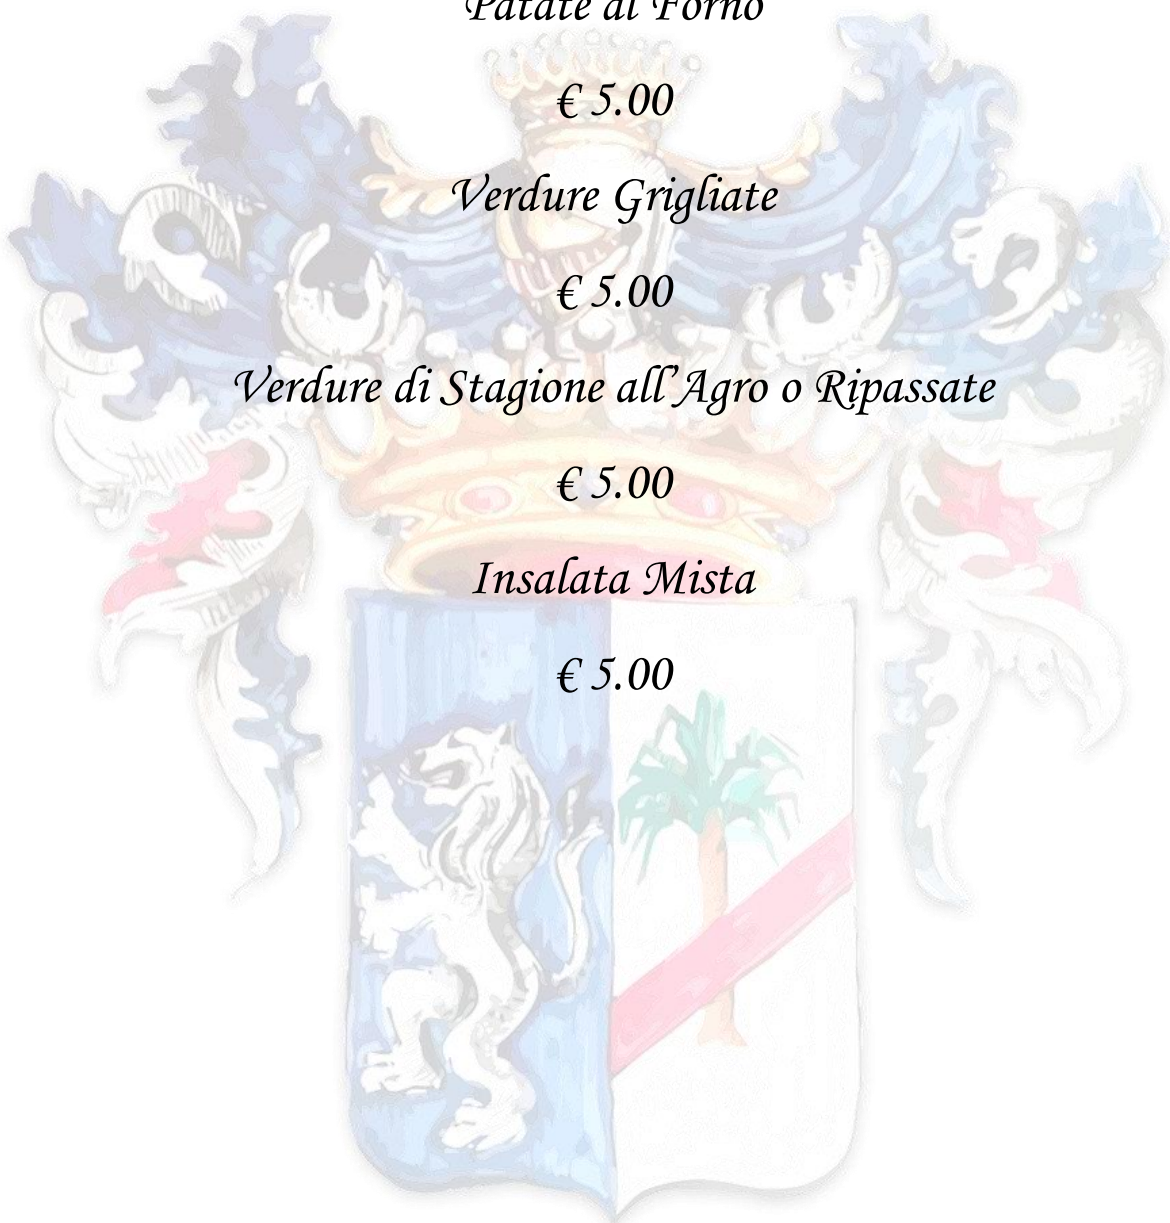 Patate al Forno
€ 5.00
Verdure Grigliate
€ 5.00
Verdure di Stagione all’Agro o Ripassate
€ 5.00
Insalata Mista
€ 5.00